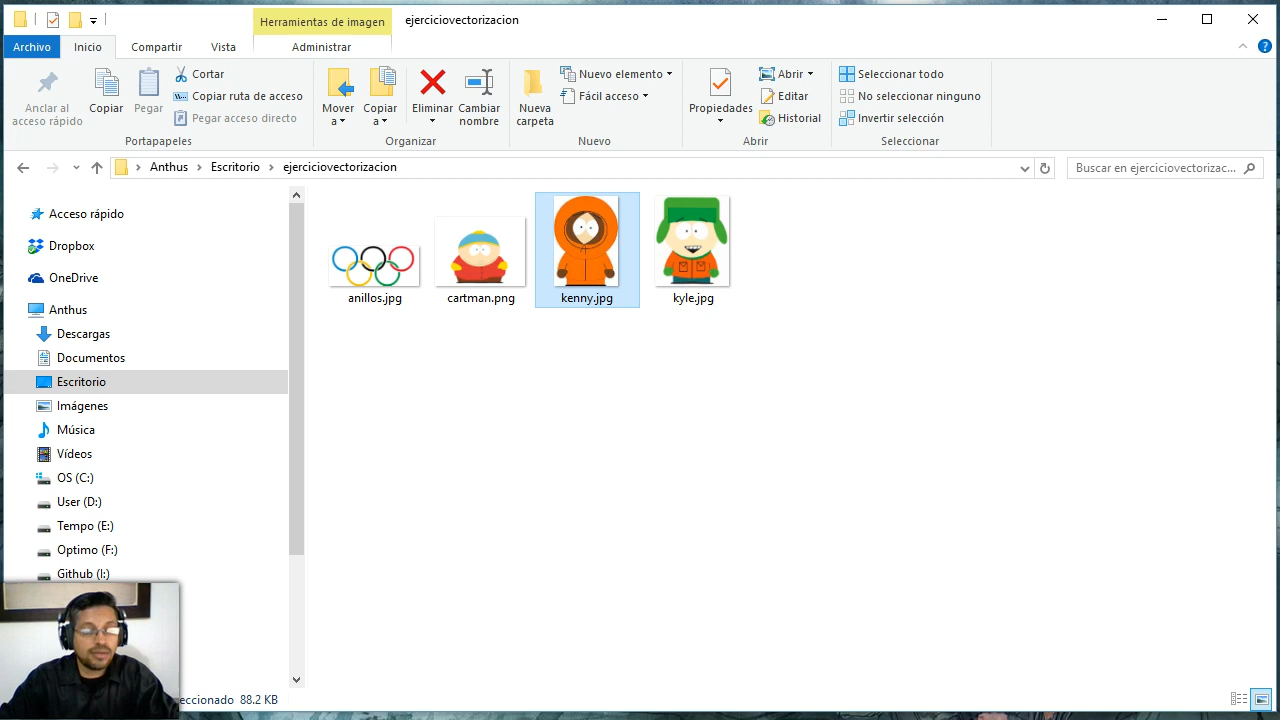 Herramientas de imagen
ejerciciovectorizacion
Archivo
Inicio
Compartir
Vista
Administrar
Anclar al
acceso rápido
Copiar
Pegar
Cortar
Copiar ruta de acceso
Pegar acceso directo
Portapapeles
Mover
a
Copiar
a
Eliminar
Cambiar
nombre
Organizar
Nueva
carpeta
Nuevo elemento
Fácil acceso
Nuevo
Propiedades
Abrir
Editar
Historial
Abrir
Seleccionar todo
No seleccionar ninguno
Invertir selección
Seleccionar
Anthus > Escritorio > ejerciciovectorizacion
Buscar en ejerciciovectorizac...
Acceso rápido
Dropbox
OneDrive
Anthus
Descargas
Documentos
Escritorio
Imágenes
Música
Vídeos
OS (C:)
User (D:)
Tempo (E:)
Optimo (F:)
Github (I:)
anillos.jpg
cartman.png
kenny.jpg
kyle.jpg
eccionado 88.2 KB